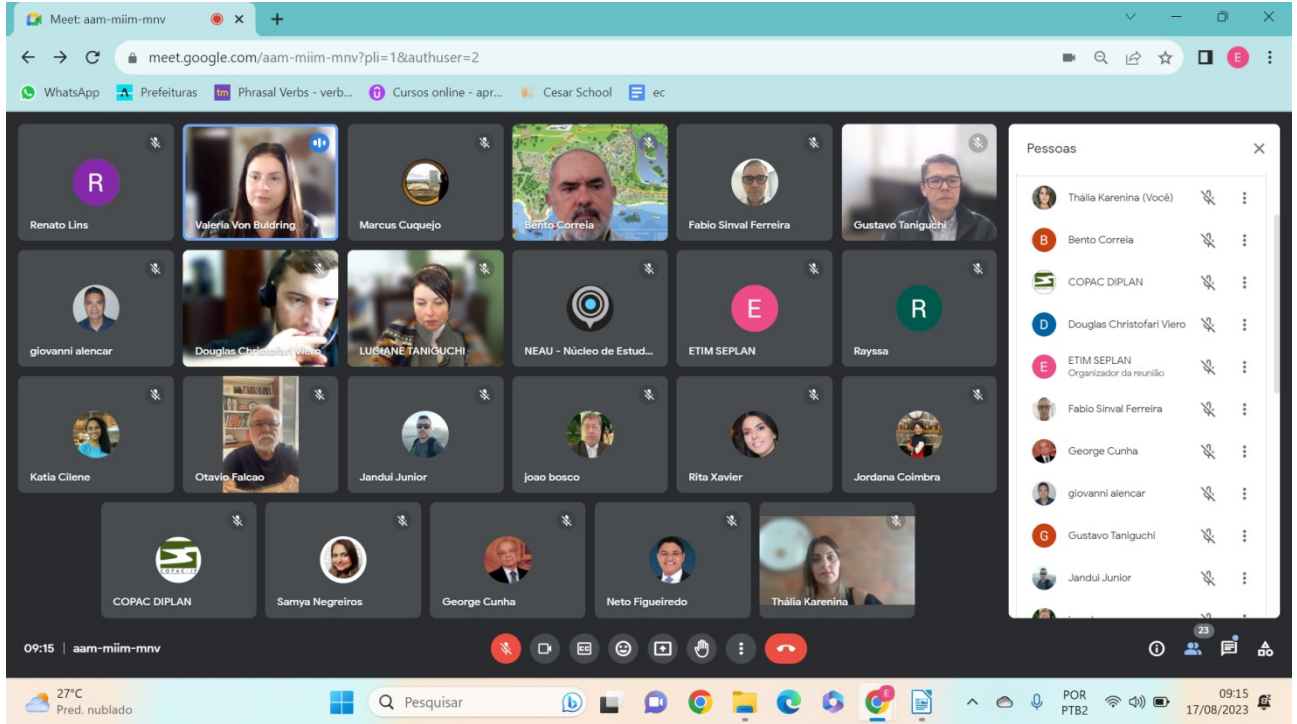 Meet: aam-miim-mnv
meet.google.com/aam-miim-mnv?pli=1&authuser=2
E
WhatsApp Prefeituras tm Phrasal Verbs - verb... Cursos online - apr... Cesar School ec
R
Renato Lins Valeria Von Buldring Marcus Cuquejo Bento Correia Fabio Sinval Ferreira Gustavo Taniguchi
E R
giovanni alencar Douglas Christofari Viero LUCIANE TANIGUCHI NEAU - Núcleo de Estud... ETIM SEPLAN Rayssa
Katia Cilene Otavio Falcao Jandui Junior joao bosco Rita Xavier Jordana Coimbra
COPAC DIPLAN Samya Negreiros George Cunha Neto Figueiredo Thália Karenina
Pessoas
Thália Karenina (Você)
B Bento Correia
COPAC DIPLAN
D Douglas Christofari Viero
E ETIM SEPLAN
Organizador da reunião
Fabio Sinval Ferreira
George Cunha
giovanni alencar
G Gustavo Taniguchi
Jandui Junior
09:15 | aam-miim-mnv
23
27°C
Pred. nublado
Pesquisar
POR
PTB2
09:15
17/08/2023